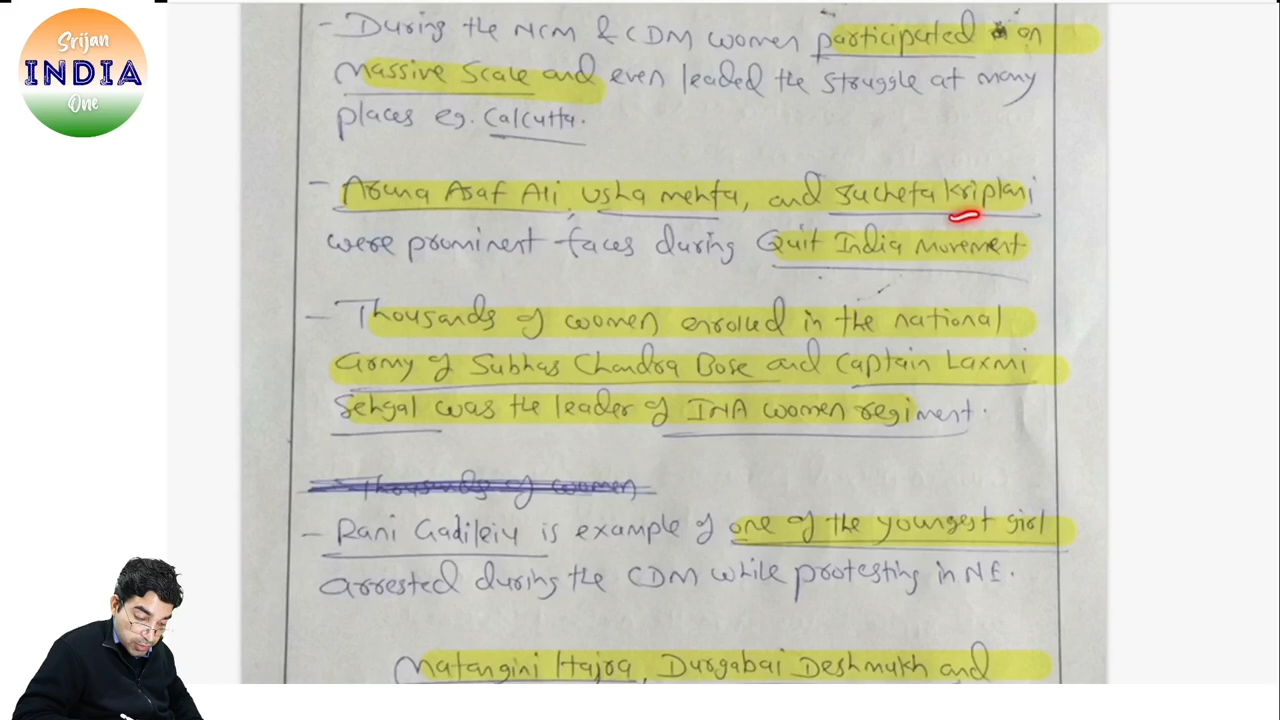 Srijan
INDIA
One
- During the NCM & CDM women participated on
Massive Scale and even leaded the struggle at many
places eg. Calcutta.
- Aruna Asaf Ali, Usha mehta, and Sucheta kriplani
were prominent faces during Quit India movement
- Thousands of women enrolled in the national
army of Subhas Chandra Bose and Captain Laxmi
Sehgal was the leader of INA women regiment.
- Thousands of women
- Rani Gadileiu is example of one of the youngest girl
arrested during the CDM while protesting in NE.
Matangini Hajra, Durgabai Deshmukh and